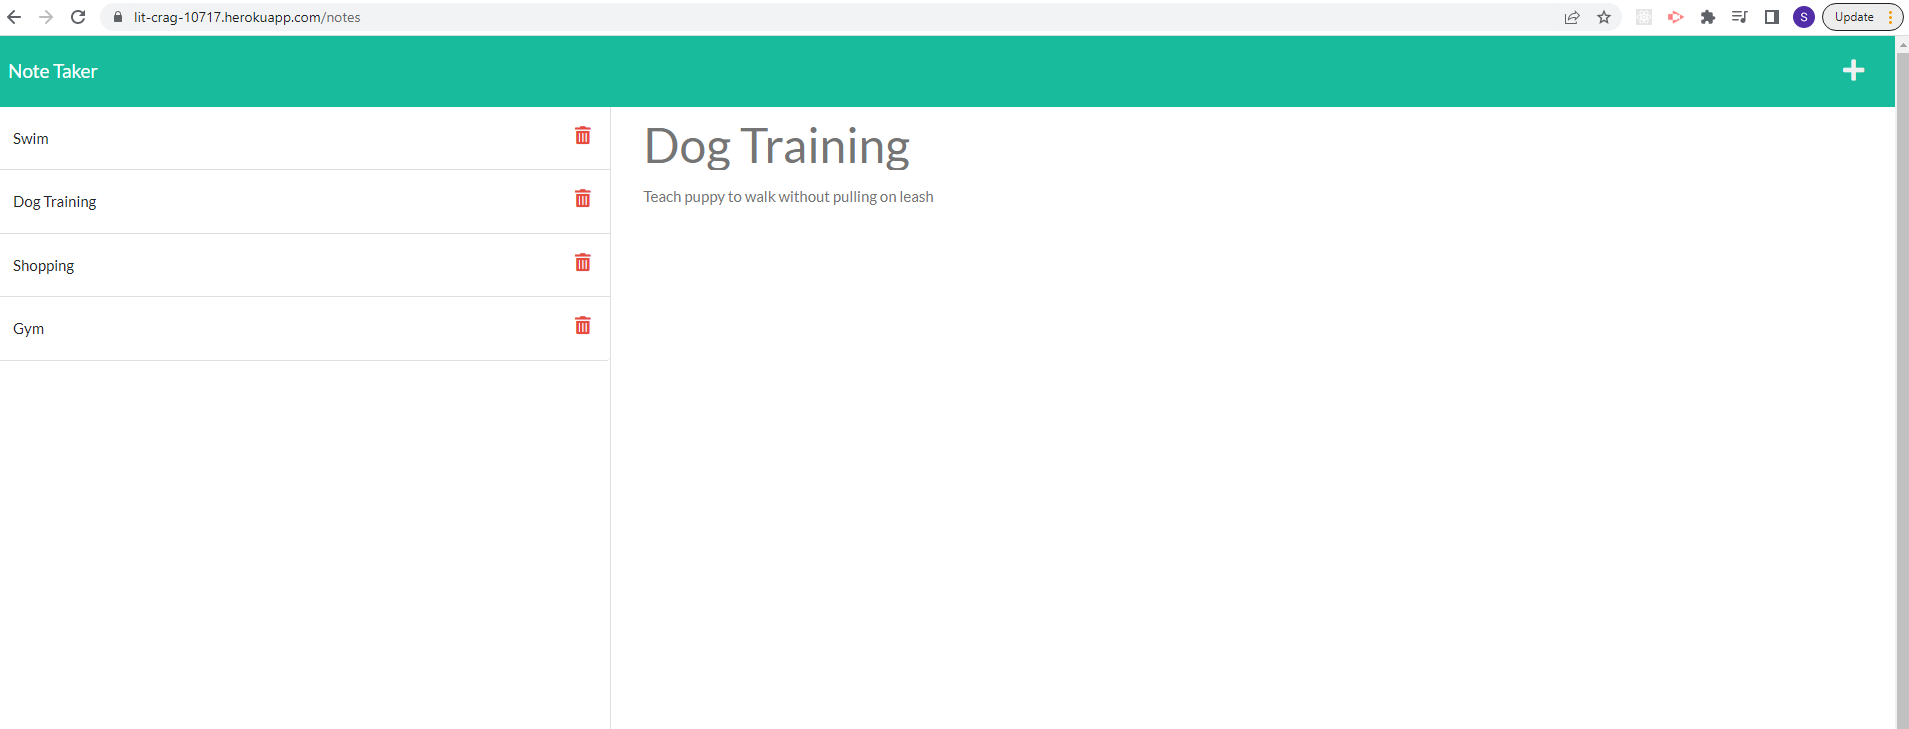 lit-crag-10717.herokuapp.com/notes
S
Update
Note Taker
Swim
Dog Training
Shopping
Gym
Dog Training
Teach puppy to walk without pulling on leash